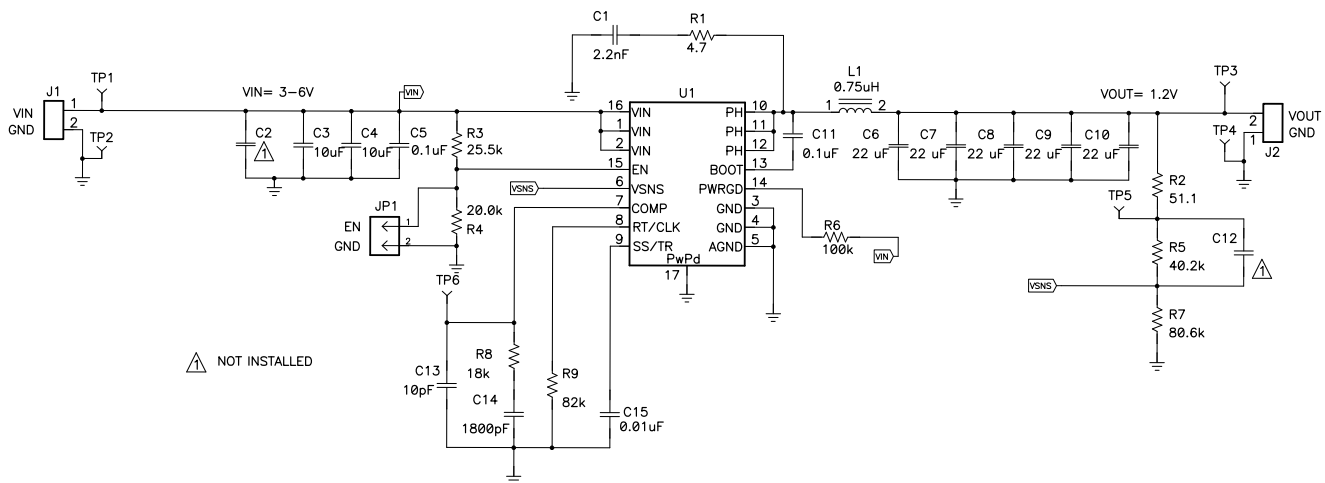 C1
2.2nF
R1
4.7
J1
VIN
GND
1
2
TP1
TP2
VIN= 3-6V
VIN
C2
1
C3
10uF
C4
10uF
C5
0.1uF
R3
25.5k
20.0k
R4
VSNS
JP1
EN
GND
1
2
U1
16
VIN
1
VIN
2
VIN
15
EN
6
VSNS
7
COMP
8
RT/CLK
9
SS/TR
PH
10
PH
11
PH
12
BOOT
13
PWRGD
14
GND
3
GND
4
AGND
5
PwPd
17
L1
0.75uH
1
2
C11
0.1uF
C6
22 uF
C7
22 uF
C8
22 uF
C9
22 uF
C10
22 uF
VOUT= 1.2V
TP3
TP4
2
1
VOUT
GND
J2
R6
100k
VIN
R2
51.1
TP5
R5
40.2k
C12
1
VSNS
R7
80.6k
TP6
C13
10pF
R8
18k
C14
1800pF
R9
82k
C15
0.01uF
1 NOT INSTALLED